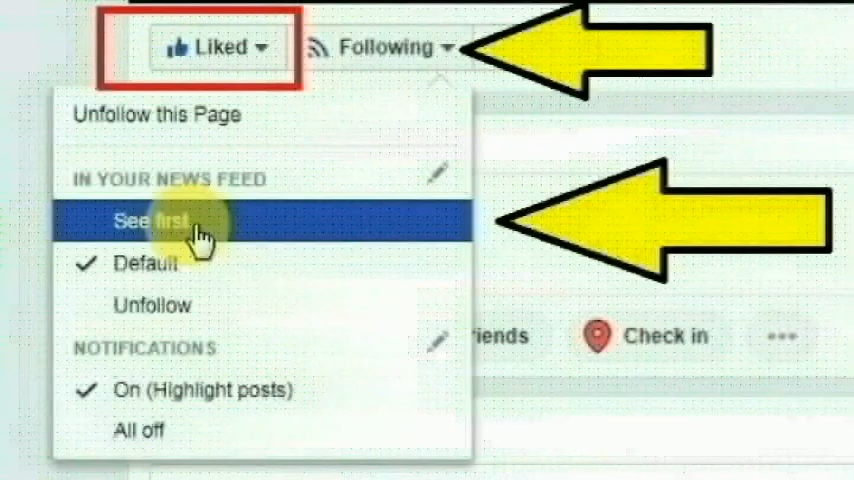 Liked Following
Unfollow this Page
IN YOUR NEWS FEED
See first
Default
Unfollow
riends Check in
NOTIFICATIONS
On (Highlight posts)
All off